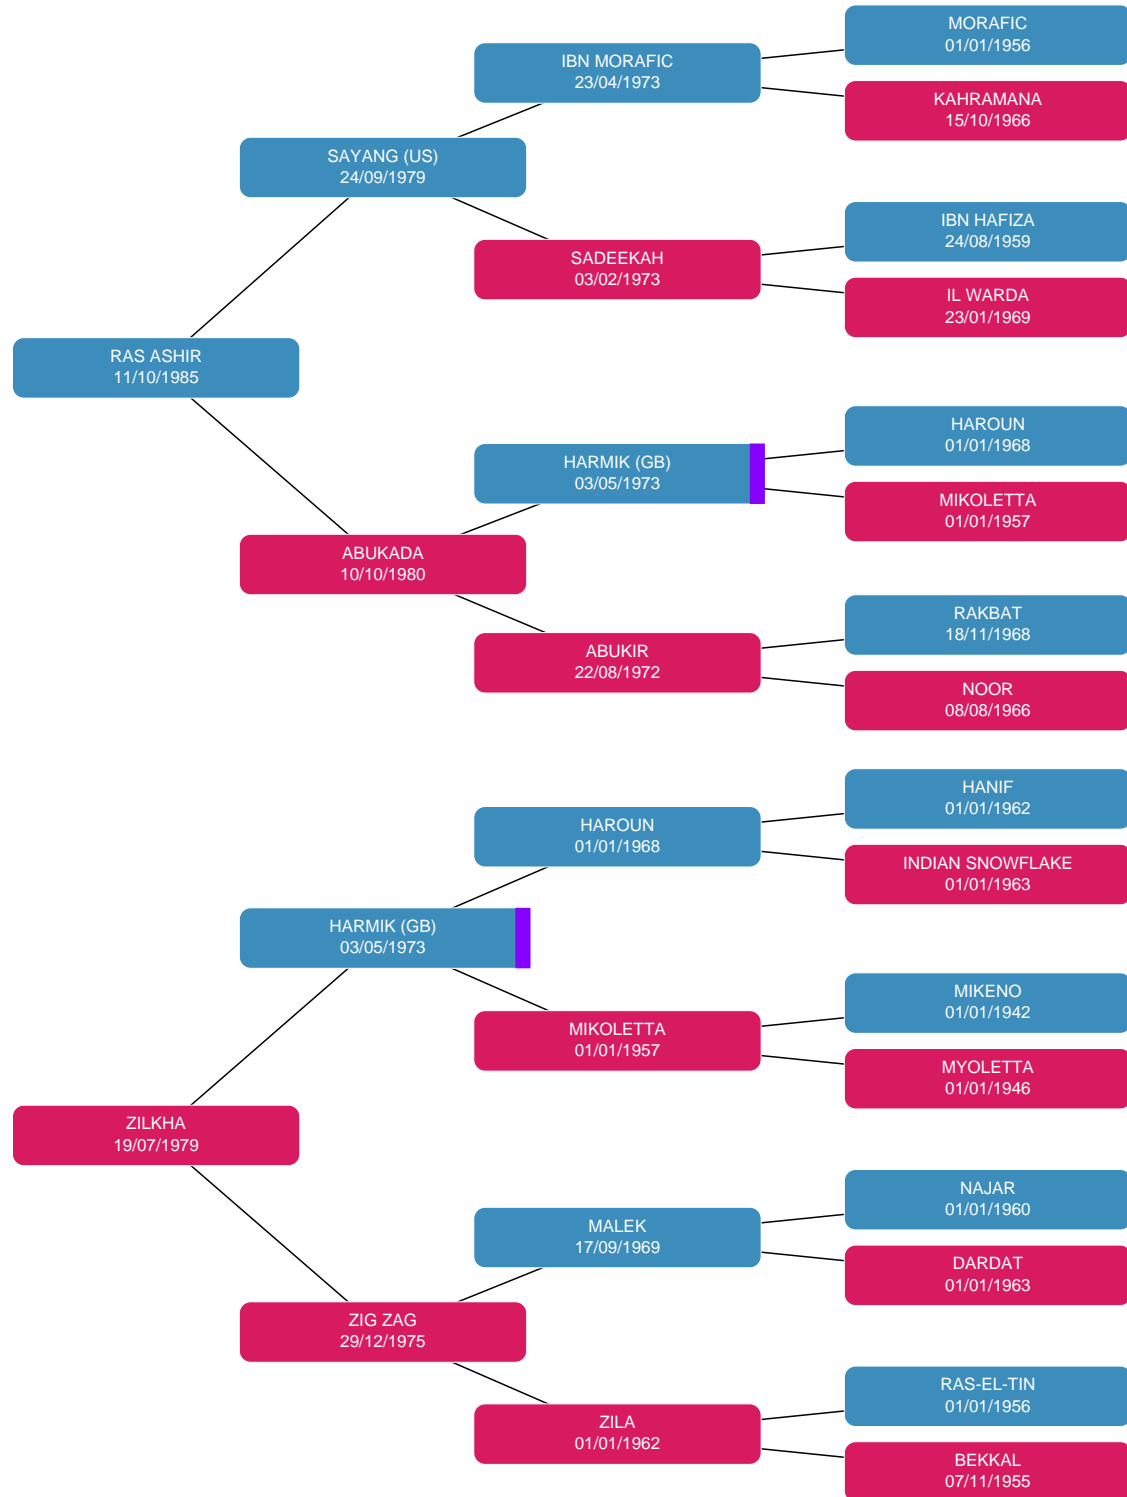 MORAFIC
01/01/1956
IBN MORAFIC
23/04/1973
KAHRAMANA
15/10/1966
SAYANG (US)
24/09/1979
IBN HAFIZA
24/08/1959
SADEEKAH
03/02/1973
IL WARDA
23/01/1969
RAS ASHIR
11/10/1985
HAROUN
01/01/1968
HARMIK (GB)
03/05/1973
MIKOLETTA
01/01/1957
ABUKADA
10/10/1980
RAKBAT
18/11/1968
ABUKIR
22/08/1972
NOOR
08/08/1966
HANIF
01/01/1962
HAROUN
01/01/1968
INDIAN SNOWFLAKE
01/01/1963
HARMIK (GB)
03/05/1973
MIKENO
01/01/1942
MIKOLETTA
01/01/1957
MYOLETTA
01/01/1946
ZILKHA
19/07/1979
NAJAR
01/01/1960
MALEK
17/09/1969
DARDAT
01/01/1963
ZIG ZAG
29/12/1975
RAS-EL-TIN
01/01/1956
ZILA
01/01/1962
BEKKAL
07/11/1955